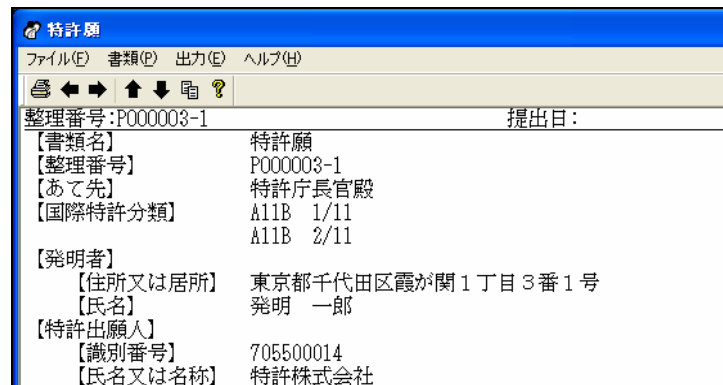 特許願
ファイル(F) 書類(P) 出力(E) ヘルプ(H)
整理番号:P000003-1 提出日:
【書類名】 特許願
【整理番号】 P000003-1
【あて先】 特許庁長官殿
【国際特許分類】 A11B 1/11
A11B 2/11
【発明者】
【住所又は居所】 東京都千代田区霞が関1丁目3番1号
【氏名】 発明 一郎
【特許出願人】
【識別番号】 705500014
【氏名又は名称】 特許株式会社